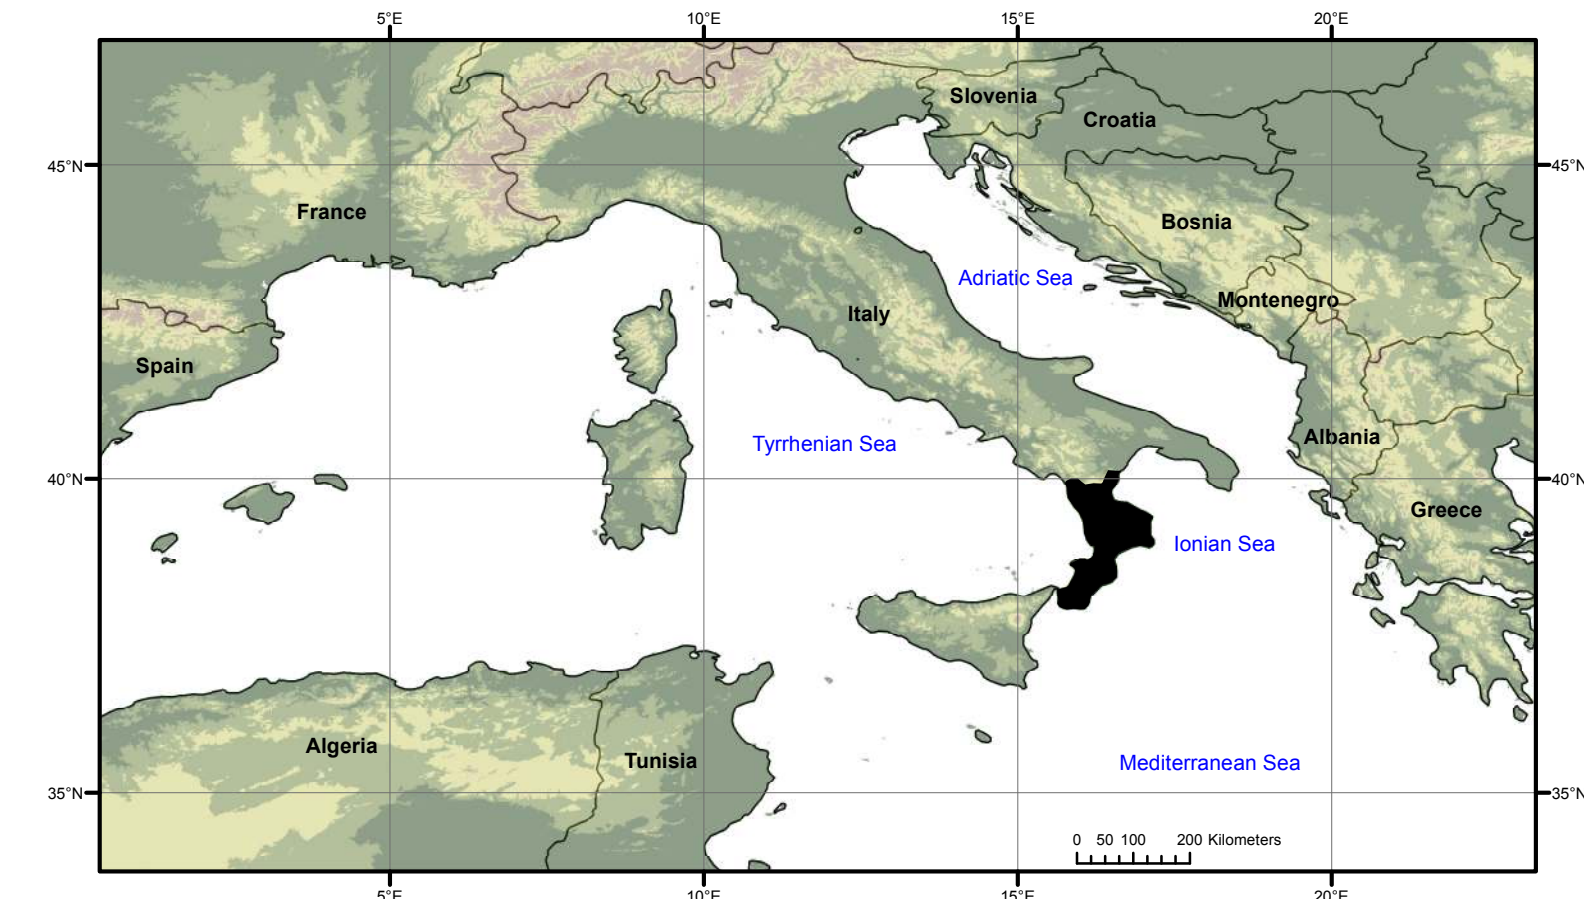 5°E 10°E 15°E 20°E
Slovenia
Croatia
45°N 45°N
France
Bosnia
Adriatic Sea
Montenegro
Italy
Spain
Albania
Tyrrhenian Sea
40°N 40°N
Greece
Ionian Sea
Algeria
Tunisia
Mediterranean Sea
35°N 35°N
0 50 100 200 Kilometers
5°E 10°E 15°E 20°E